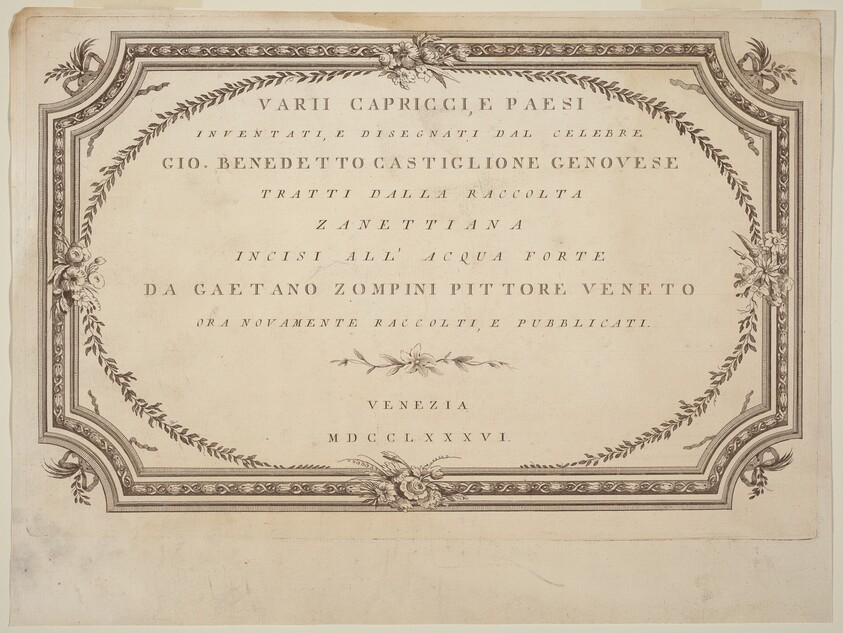 VARII CAPRICCI, E PAESI
INVENTATI, E DISEGNATI DAL CELEBRE
GIO. BENEDETTO CASTIGLIONE GENOVESE
TRATTI DALLA RACCOLTA
ZANETTIANA
INCISI ALL' ACQUA FORTE
DA GAETANO ZOMPINI PITTORE VENETO
ORA NOVAMENTE RACCOLTI, E PUBBLICATI.
VENEZIA
MDCCLXXXVI.